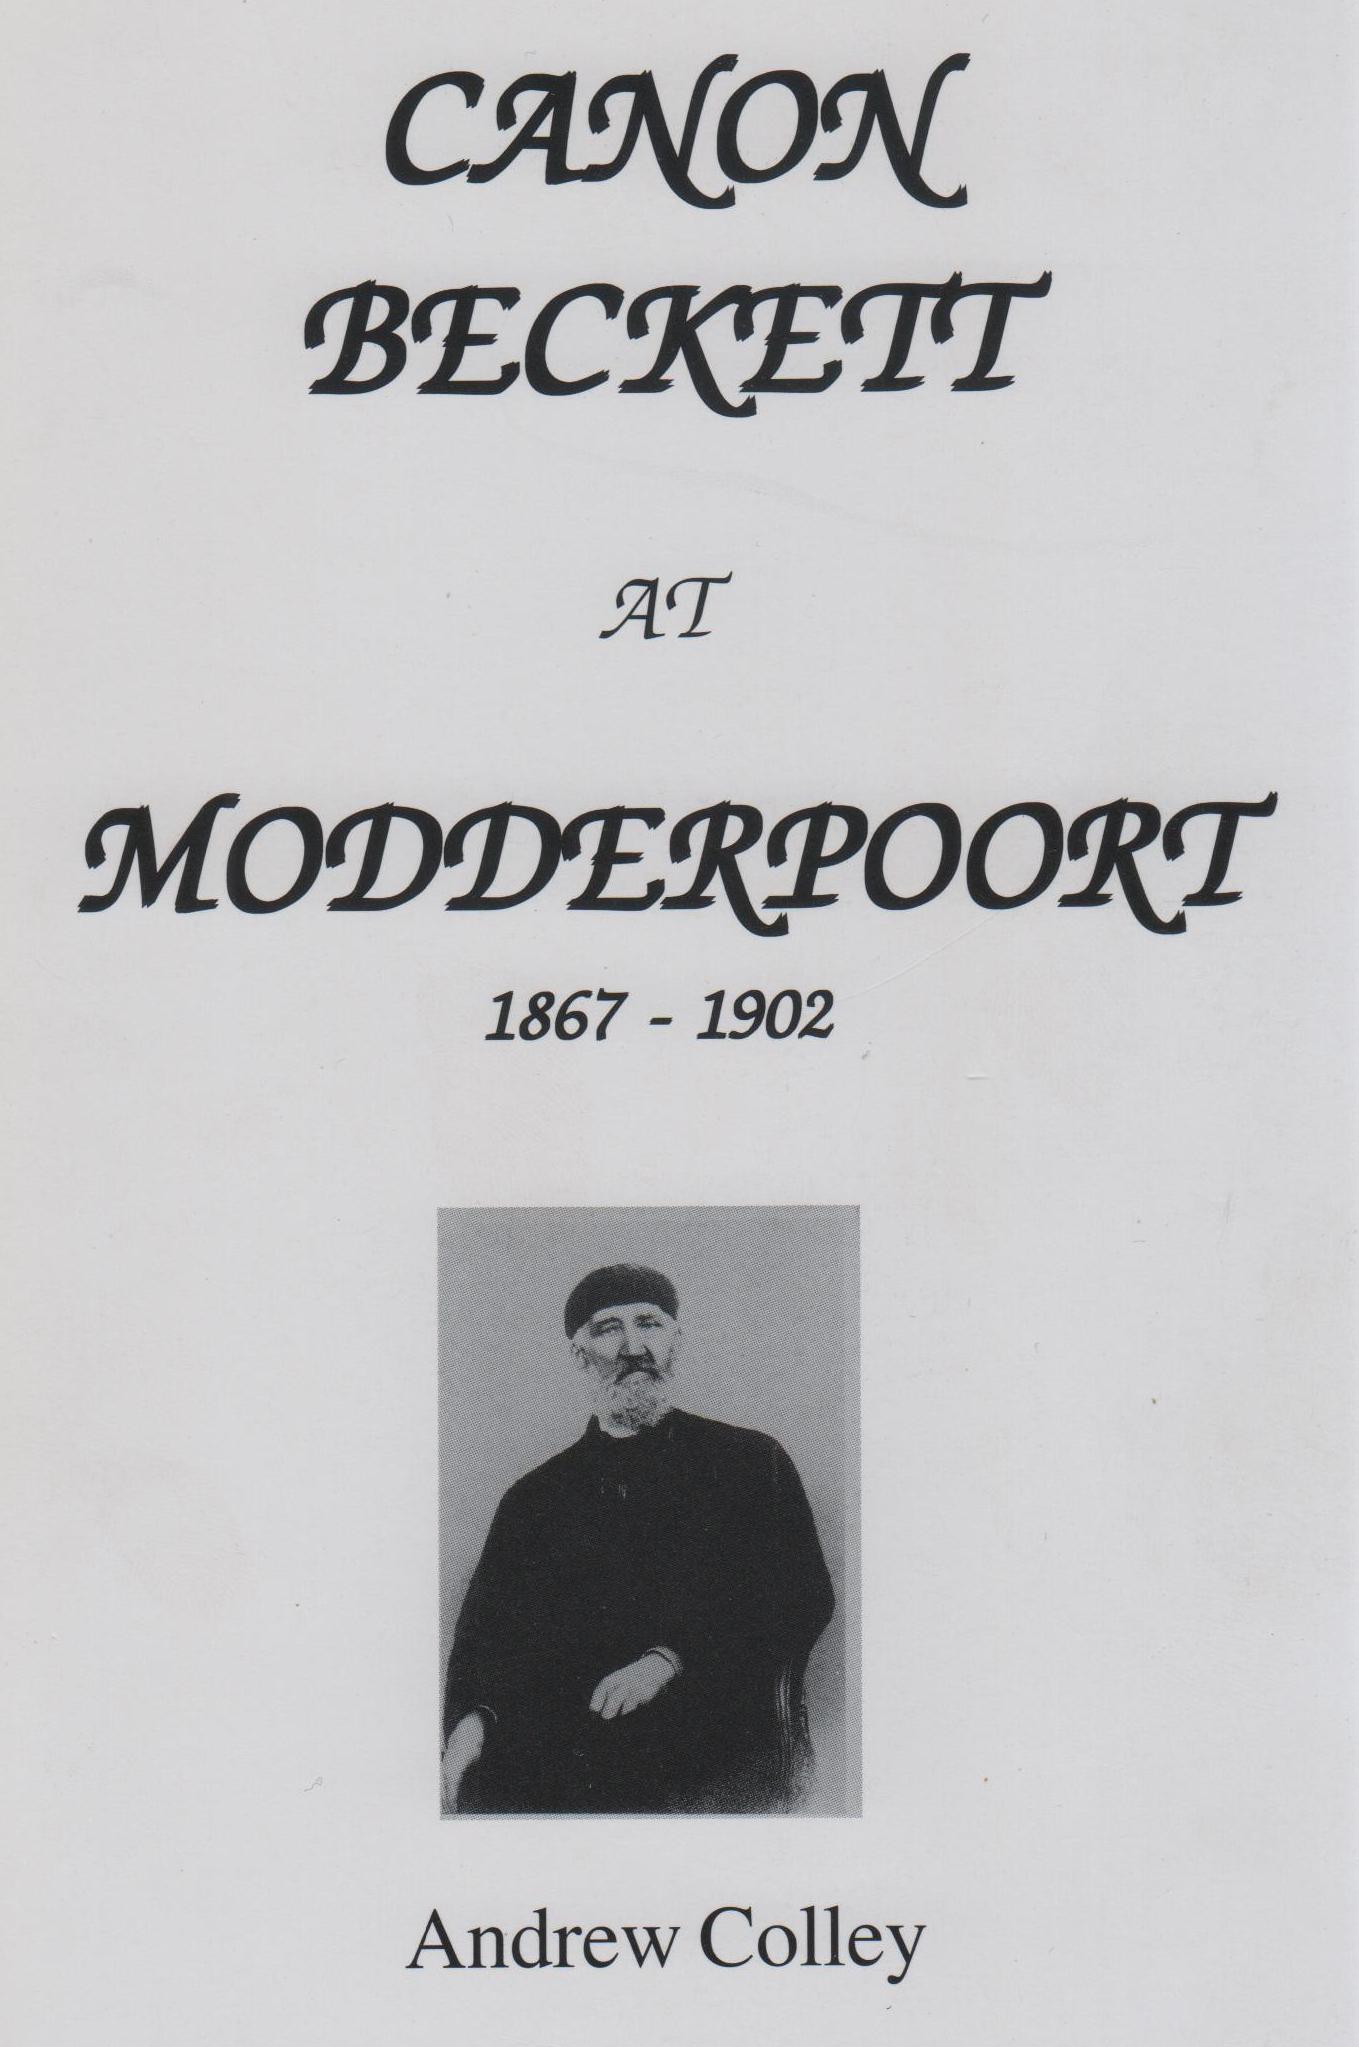 CANON
BECKETT
AT
MODDERPOORT
1867 - 1902
Andrew Colley